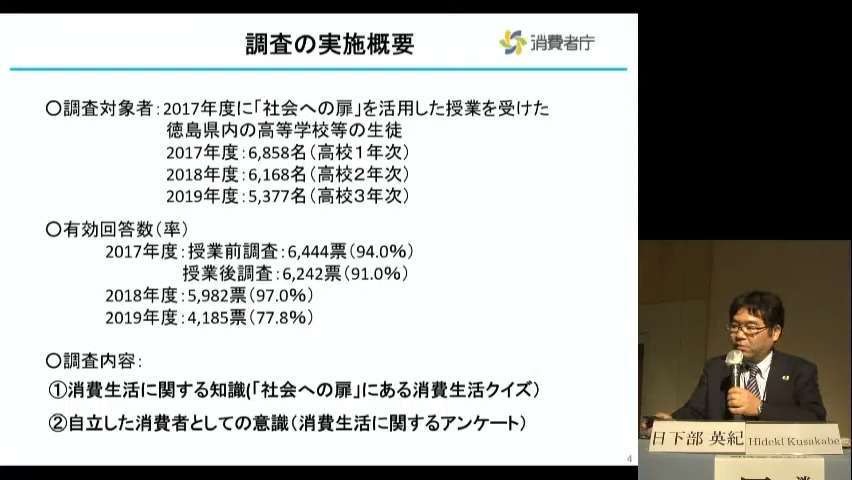 調査の実施概要
消費者庁
〇調査対象者：2017年度に「社会への扉」を活用した授業を受けた
徳島県内の高等学校等の生徒
2017年度：6,858名（高校１年次）
2018年度：6,168名（高校２年次）
2019年度：5,377名（高校３年次）
〇有効回答数（率）
2017年度：授業前調査：6,444票（94.0%）
授業後調査：6,242票（91.0%）
2018年度：5,982票（97.0%）
2019年度：4,185票（77.8%）
〇調査内容：
①消費生活に関する知識(「社会への扉」にある消費生活クイズ）
②自立した消費者としての意識（消費生活に関するアンケート）
4
日下部 英紀 Hideki Kusakabe